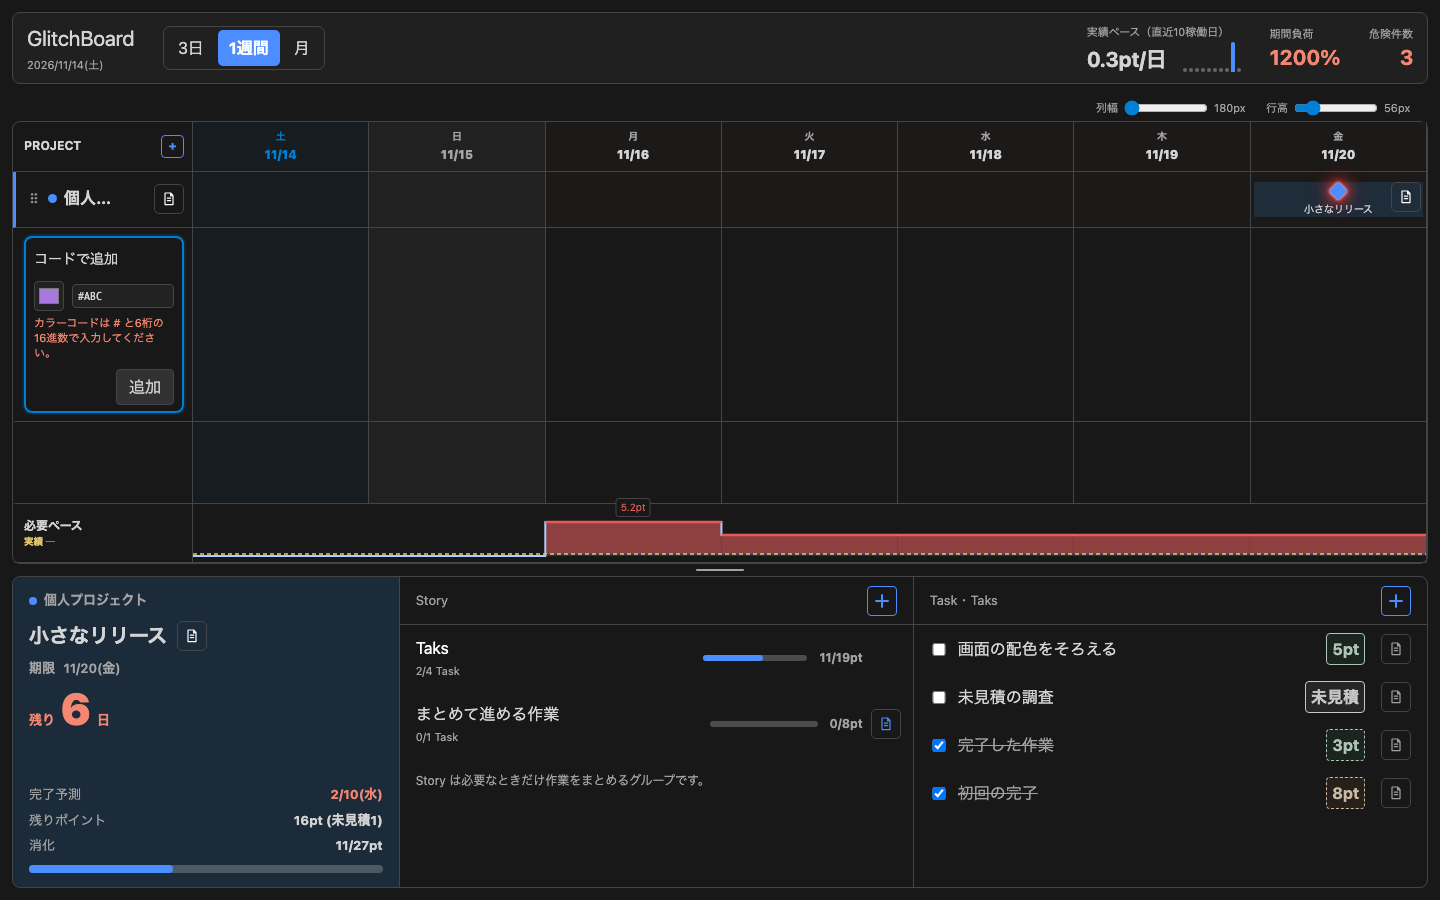 GlitchBoard
2026/11/14(土)
3日 1週間 月
実績ペース（直近10稼働日）
0.3pt/日
期間負荷
1200%
危険件数
3
列幅 180px 行高 56px
PROJECT +
土 日 月 火 水 木 金
11/14 11/15 11/16 11/17 11/18 11/19 11/20
個人...
小さなリリース
コードで追加
#ABC
カラーコードは # と6桁の
16進数で入力してくださ
い。
追加
5.2pt
必要ペース
実績 ---
個人プロジェクト
小さなリリース
期限 11/20(金)
残り 6 日
完了予測 2/10(水)
残りポイント 16pt (未見積1)
消化 11/27pt
Story +
Taks
2/4 Task
11/19pt
まとめて進める作業
0/1 Task
0/8pt
Story は必要なときだけ作業をまとめるグループです。
Task・Taks +
画面の配色をそろえる 5pt
未見積の調査 未見積
完了した作業 3pt
初回の完了 8pt